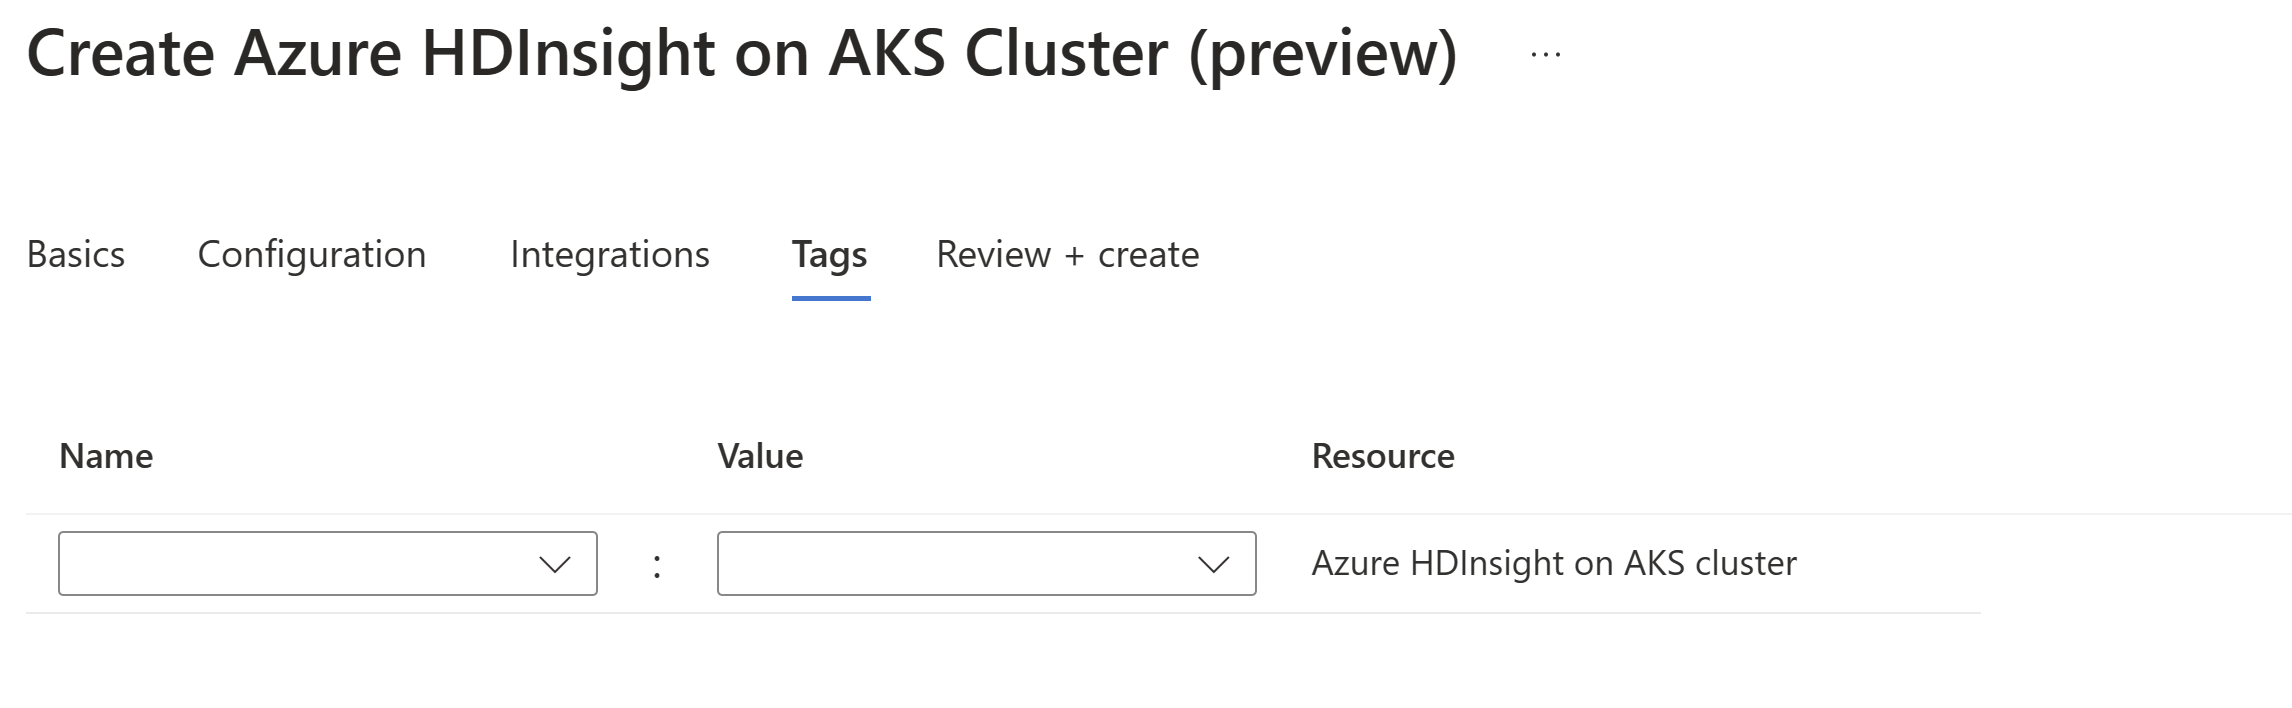 Create Azure HDInsight on AKS Cluster (preview) ...
Basics Configuration Integrations Tags Review + create
Name Value Resource
: Azure HDInsight on AKS cluster